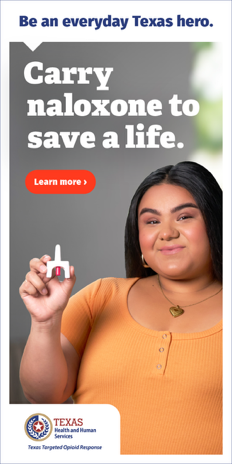 Be an everyday Texas hero.
Carry
naloxone to
save a life.
Learn more ›
TEXAS
Health and Human
Services
Texas Targeted Opioid Response